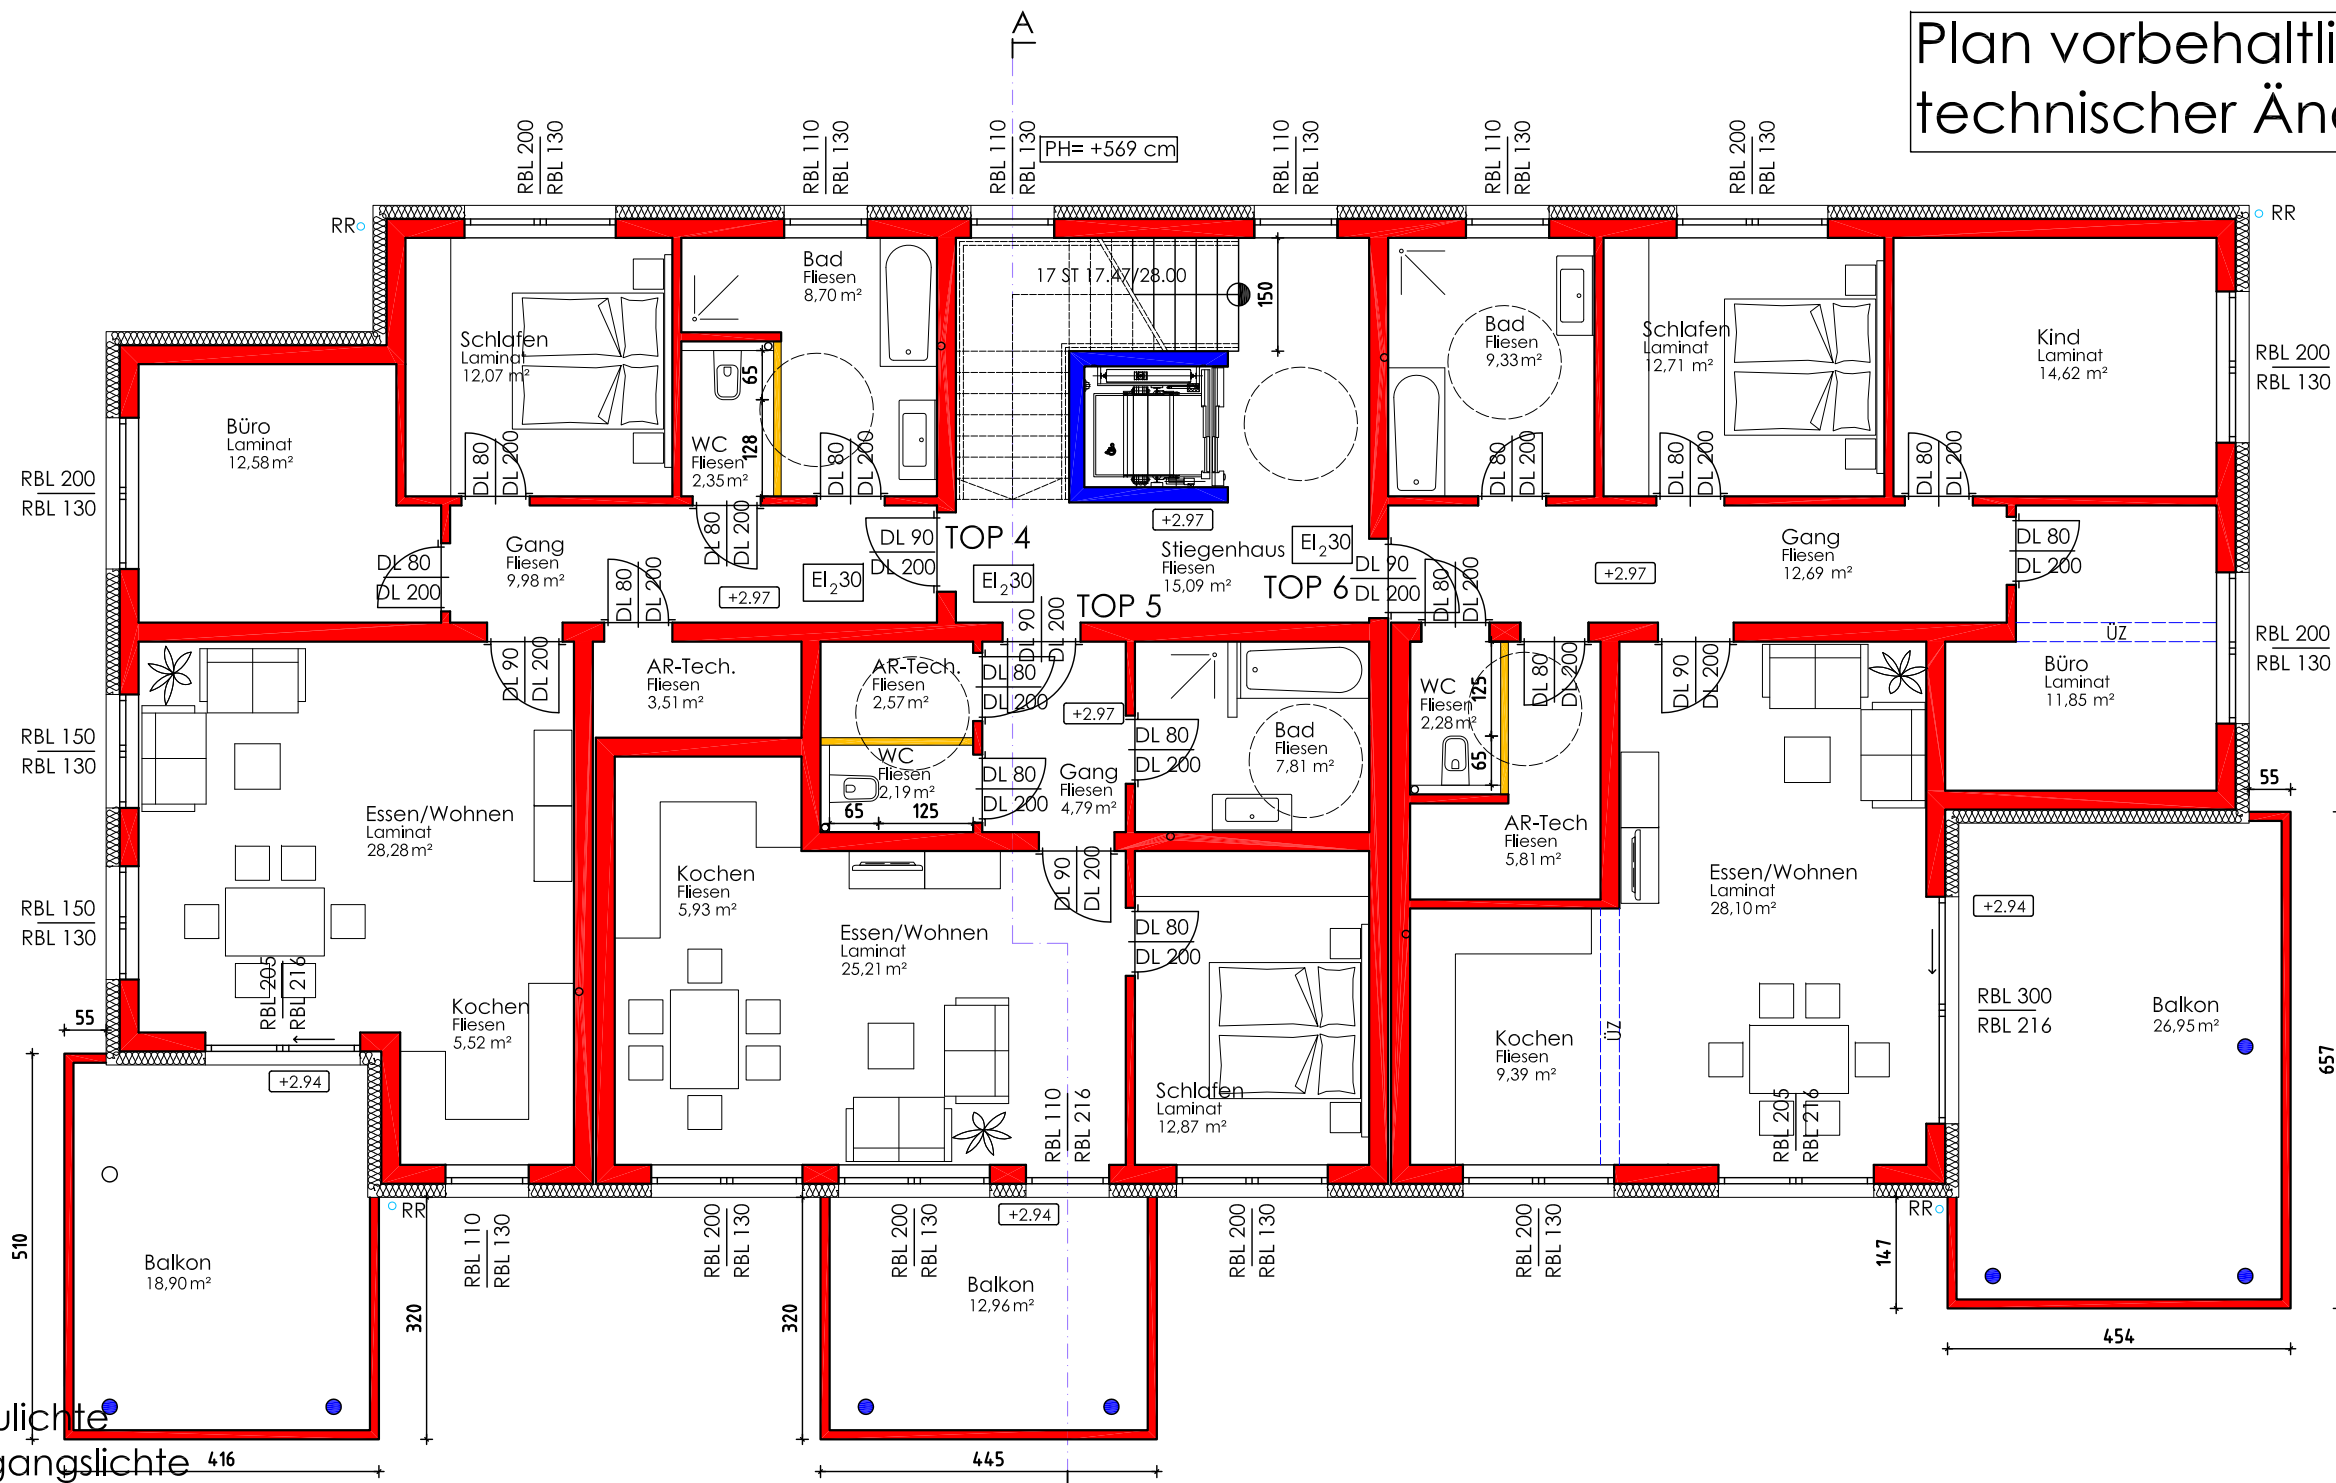 A
Plan vorbehaltli
technischer Änd
PH= +569 cm
RBL 200
RBL 130
RBL 110
RBL 130
RBL 110
RBL 130
RBL 110
RBL 130
RBL 110
RBL 130
RBL 200
RBL 130
RR
RR
Schlafen
Laminat
12,07 m²
Bad
Fliesen
8,70 m²
17 ST 17.47/28.00
150
Bad
Fliesen
9,33 m²
Schlafen
Laminat
12,71 m²
Kind
Laminat
14,62 m²
RBL 200
RBL 130
Büro
Laminat
12,58 m²
RBL 200
RBL 130
WC
Fliesen
2,35 m²
65
128
DL 80
DL 200
DL 80
DL 200
DL 80
DL 200
DL 80
DL 200
DL 80
DL 200
DL 80
DL 200
DL 80
DL 200
Gang
Fliesen
9,98 m²
DL 80
DL 200
+2.97
EI₂30
DL 90
DL 200
TOP 4
EI₂30
+2.97
Stiegenhaus
Fliesen
15,09 m²
EI₂30
TOP 5
TOP 6
DL 90
DL 200
DL 80
DL 200
+2.97
Gang
Fliesen
12,69 m²
DL 80
DL 200
ÜZ
Büro
Laminat
11,85 m²
RBL 200
RBL 130
DL 90
DL 200
AR-Tech.
Fliesen
3,51 m²
AR-Tech.
Fliesen
2,57 m²
DL 90
DL 200
DL 80
DL 200
+2.97
WC
Fliesen
2,19 m²
65
125
DL 80
DL 200
Gang
Fliesen
4,79 m²
DL 80
DL 200
Bad
Fliesen
7,81 m²
WC
Fliesen
2,28 m²
125
65
DL 80
DL 200
DL 90
DL 200
RBL 150
RBL 130
RBL 150
RBL 130
Essen/Wohnen
Laminat
28,28 m²
RBL 205
RBL 216
Kochen
Fliesen
5,52 m²
Kochen
Fliesen
5,93 m²
Essen/Wohnen
Laminat
25,21 m²
DL 90
DL 200
DL 80
DL 200
Schlafen
Laminat
12,87 m²
RBL 110
RBL 216
AR-Tech
Fliesen
5,81 m²
Kochen
Fliesen
9,39 m²
ÜZ
Essen/Wohnen
Laminat
28,10 m²
RBL 205
RBL 216
+2.94
RBL 300
RBL 216
Balkon
26,95 m²
55
657
55
+2.94
RR
510
Balkon
18,90 m²
320
RBL 110
RBL 130
RBL 200
RBL 130
320
RBL 200
RBL 130
+2.94
Balkon
12,96 m²
RBL 200
RBL 130
RBL 200
RBL 130
RR
147
454
ulichte
gangslichte
416
445